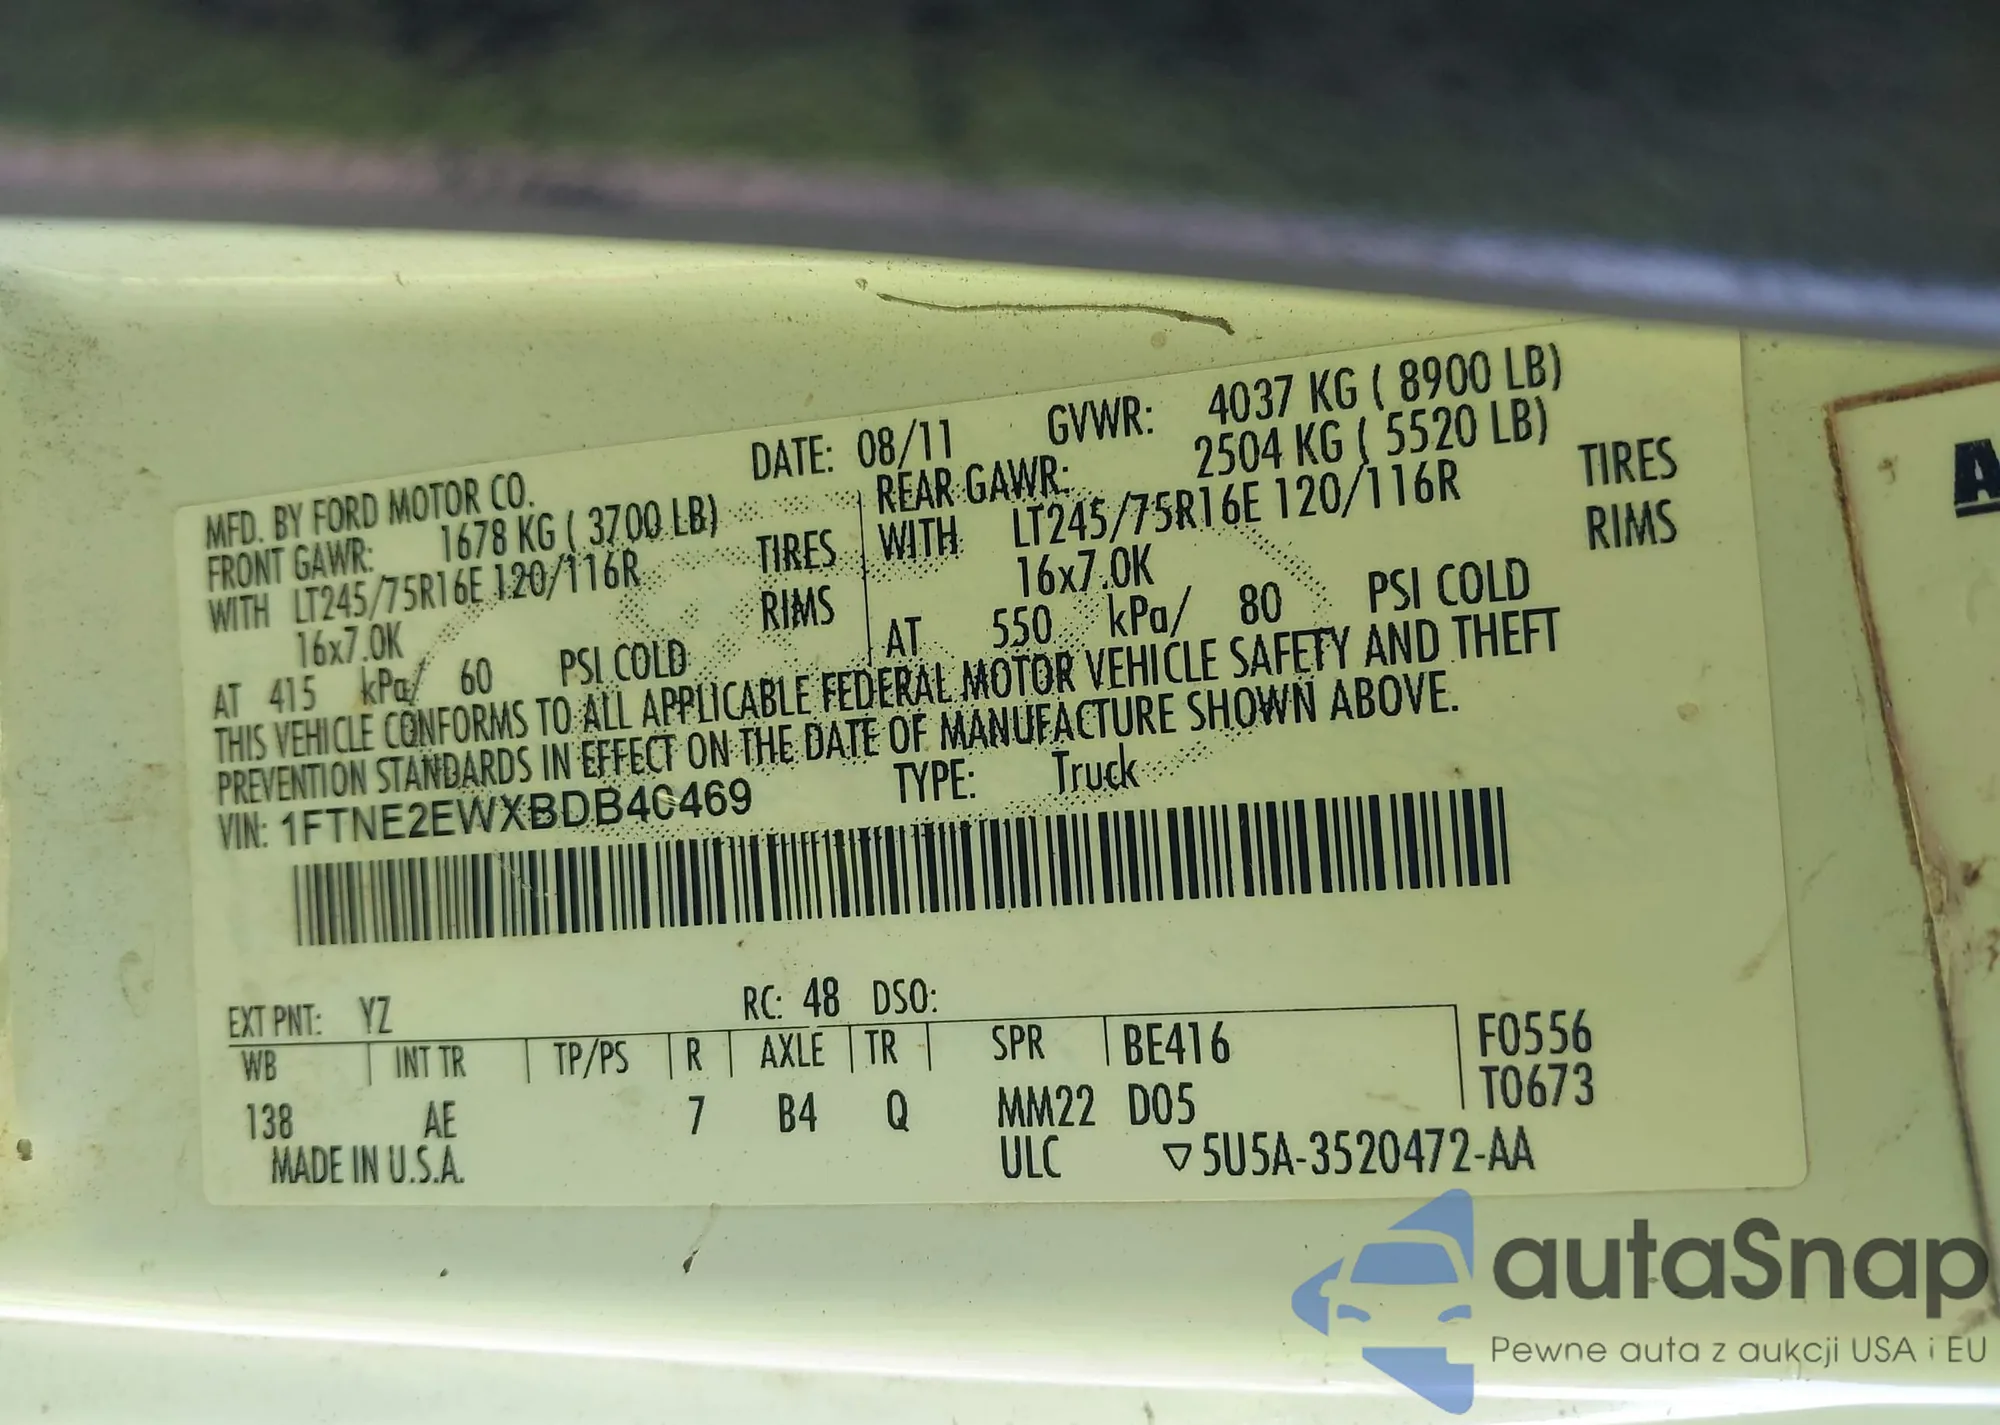 MFD. BY FORD MOTOR CO.
DATE: 08/11
GVWR: 4037 KG ( 8900 LB)
FRONT GAWR: 1678 KG ( 3700 LB)
REAR GAWR: 2504 KG ( 5520 LB)
WITH LT245/75R16E 120/116R TIRES
WITH LT245/75R16E 120/116R TIRES
16x7.0K RIMS
16x7.0K RIMS
AT 415 kPa/ 60 PSI COLD
AT 550 kPa/ 80 PSI COLD
THIS VEHICLE CONFORMS TO ALL APPLICABLE FEDERAL MOTOR VEHICLE SAFETY AND THEFT
PREVENTION STANDARDS IN EFFECT ON THE DATE OF MANUFACTURE SHOWN ABOVE.
VIN: 1FTNE2EWXBDB40469
TYPE: Truck
EXT PNT: YZ RC: 48 DSO:
WB INT TR TP/PS R AXLE TR SPR BE416 F0556
138 AE 7 B4 Q MM22 D05 T0673
MADE IN U.S.A. ULC ▽5U5A-3520472-AA
autaSnap
Pewne auta z aukcji USA i EU